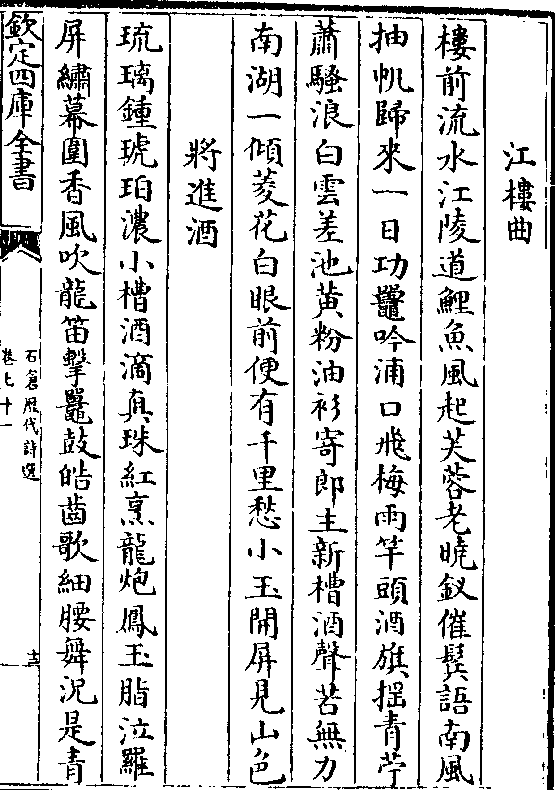 江樓曲
樓前流水江陵道鯉魚風起芙蓉老曉釵催鬂語南風
抽帆歸來一日功鼉吟浦口飛梅雨竿頭酒旗揺青苧
蕭騷浪白雲差池黄粉油衫寄郎主新槽酒聲苦無力
南湖一傾菱花白眼前便有千里愁小玉開屏見山色
將進酒
琉璃鍾琥珀濃小槽酒滴真珠紅烹龍炮鳳玉脂泣羅
屏繡幕圍香風吹龍笛擊鼉鼓皓齒歌細腰舞況是青
欽定四庫全書
石倉歴代詩選
卷七十一